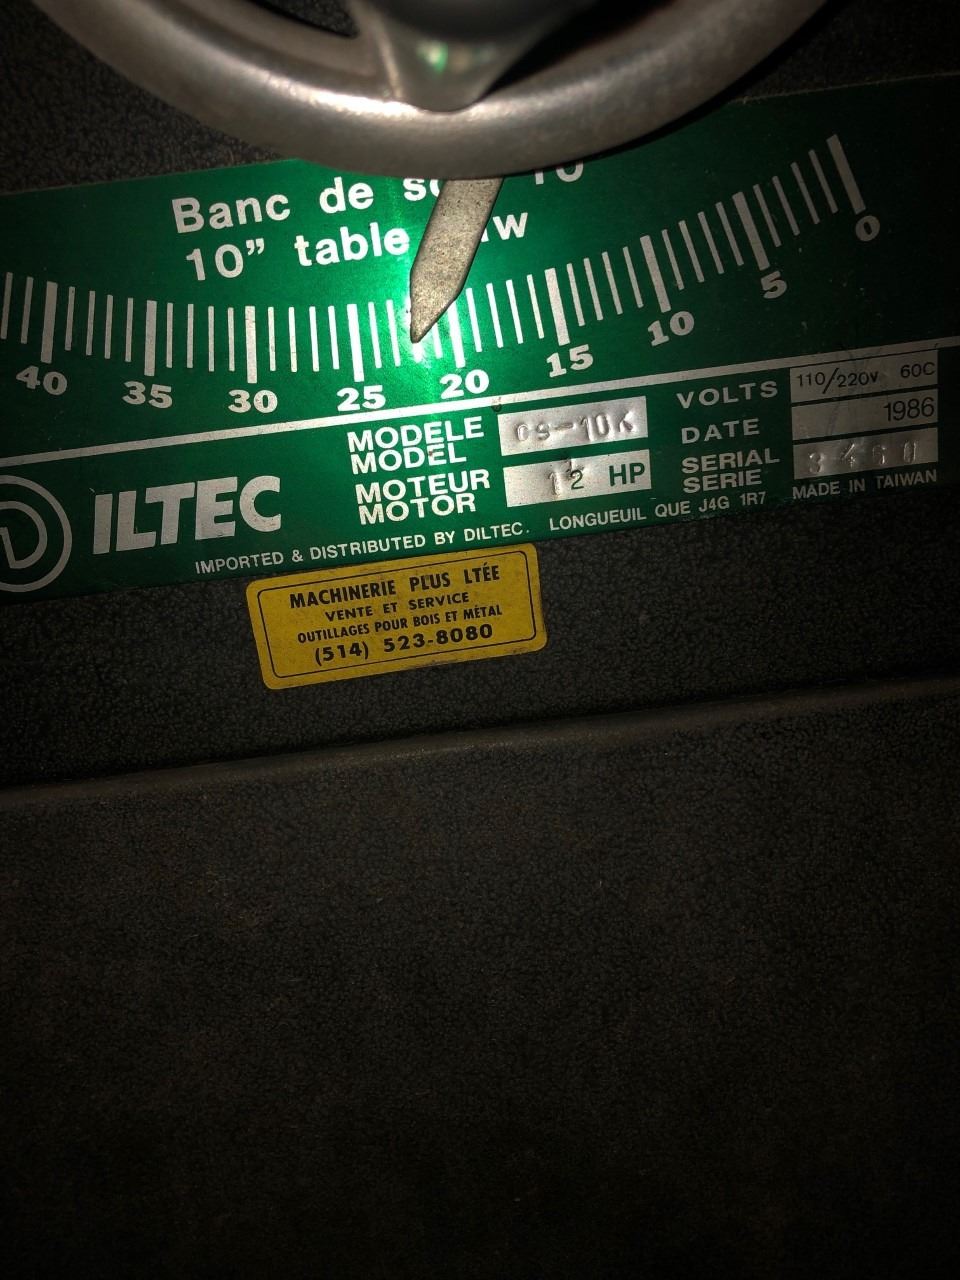 Banc de 10
10” table
40 35 30 25 20 15 10 5 0
ILTEC
MODELE
MODEL
MOTEUR
MOTOR
HP
VOLTS 110/220V 60C
DATE 1986
SERIAL
SERIE
MADE IN TAIWAN
IMPORTED & DISTRIBUTED BY DILTEC. LONGUEUIL QUE J4G 1R7
MACHINERIE PLUS LTÉE
VENTE ET SERVICE
OUTILLAGES POUR BOIS ET MÉTAL
(514) 523-8080